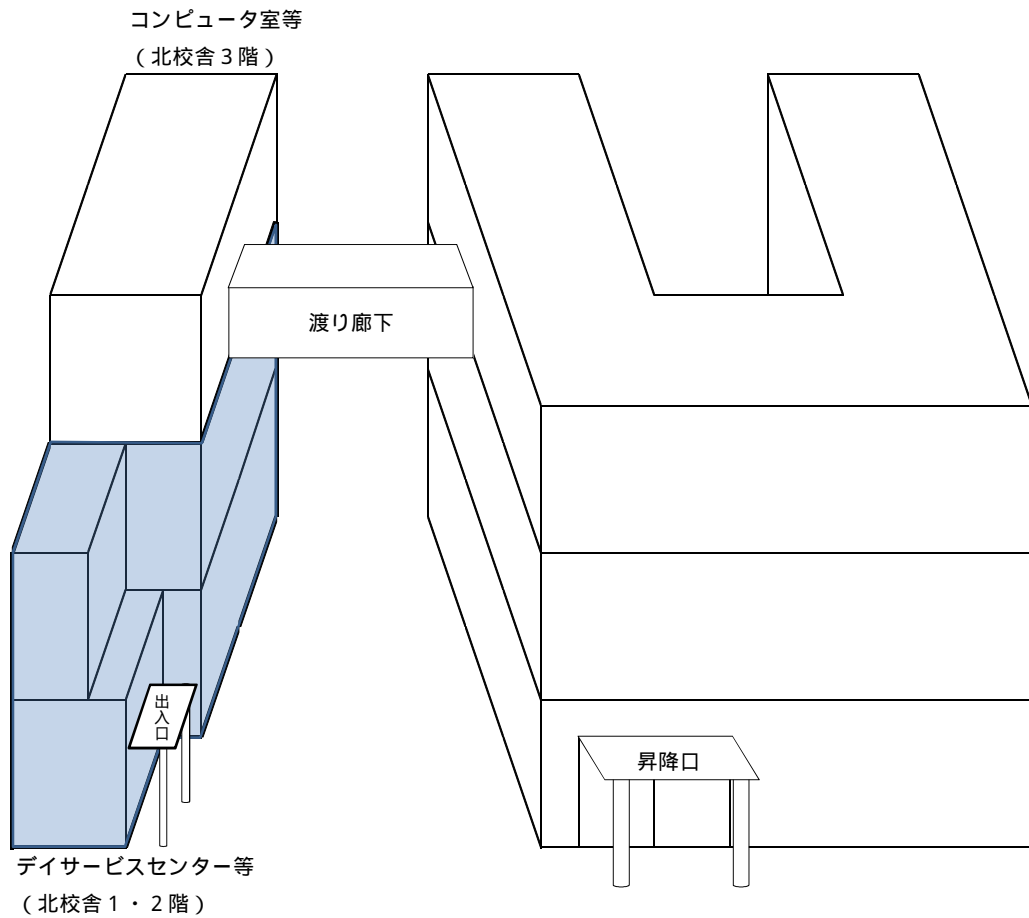 コンピュータ室等
（北校舎３階）
渡り廊下
出入口
昇降口
デイサービスセンター等
（北校舎１・２階）